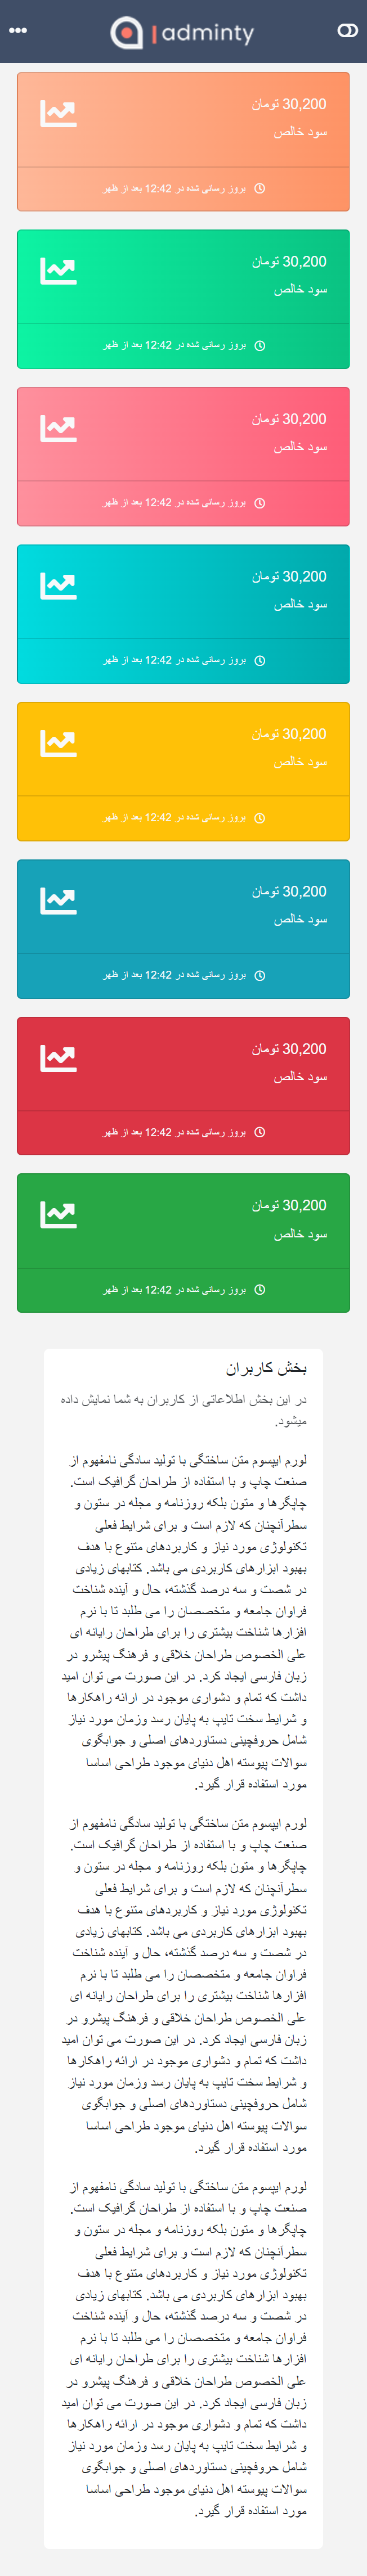 adminty
30,200 تومان
سود خالص
بروز رسانی شده در 12:42 بعد از ظهر
30,200 تومان
سود خالص
بروز رسانی شده در 12:42 بعد از ظهر
30,200 تومان
سود خالص
بروز رسانی شده در 12:42 بعد از ظهر
30,200 تومان
سود خالص
بروز رسانی شده در 12:42 بعد از ظهر
30,200 تومان
سود خالص
بروز رسانی شده در 12:42 بعد از ظهر
30,200 تومان
سود خالص
بروز رسانی شده در 12:42 بعد از ظهر
30,200 تومان
سود خالص
بروز رسانی شده در 12:42 بعد از ظهر
30,200 تومان
سود خالص
بروز رسانی شده در 12:42 بعد از ظهر
بخش کاربران
در این بخش اطلاعاتی از کاربران به شما نمایش داده
میشود.
لورم ایپسوم متن ساختگی با تولید سادگی نامفهوم از
صنعت چاپ و با استفاده از طراحان گرافیک است.
چاپگرها و متون بلکه روزنامه و مجله در ستون و
سطرآنچنان که لازم است و برای شرایط فعلی
تکنولوژی مورد نیاز و کاربردهای متنوع با هدف
بهبود ابزارهای کاربردی می باشد. کتابهای زیادی
در شصت و سه درصد گذشته، حال و آینده شناخت
فراوان جامعه و متخصصان را می طلبد تا با نرم
افزارها شناخت بیشتری را برای طراحان رایانه ای
علی الخصوص طراحان خلاقی و فرهنگ پیشرو در
زبان فارسی ایجاد کرد. در این صورت می توان امید
داشت که تمام و دشواری موجود در ارائه راهکارها
و شرایط سخت تایپ به پایان رسد وزمان مورد نیاز
شامل حروفچینی دستاوردهای اصلی و جوابگوی
سوالات پیوسته اهل دنیای موجود طراحی اساسا
مورد استفاده قرار گیرد.
لورم ایپسوم متن ساختگی با تولید سادگی نامفهوم از
صنعت چاپ و با استفاده از طراحان گرافیک است.
چاپگرها و متون بلکه روزنامه و مجله در ستون و
سطرآنچنان که لازم است و برای شرایط فعلی
تکنولوژی مورد نیاز و کاربردهای متنوع با هدف
بهبود ابزارهای کاربردی می باشد. کتابهای زیادی
در شصت و سه درصد گذشته، حال و آینده شناخت
فراوان جامعه و متخصصان را می طلبد تا با نرم
افزارها شناخت بیشتری را برای طراحان رایانه ای
علی الخصوص طراحان خلاقی و فرهنگ پیشرو در
زبان فارسی ایجاد کرد. در این صورت می توان امید
داشت که تمام و دشواری موجود در ارائه راهکارها
و شرایط سخت تایپ به پایان رسد وزمان مورد نیاز
شامل حروفچینی دستاوردهای اصلی و جوابگوی
سوالات پیوسته اهل دنیای موجود طراحی اساسا
مورد استفاده قرار گیرد.
لورم ایپسوم متن ساختگی با تولید سادگی نامفهوم از
صنعت چاپ و با استفاده از طراحان گرافیک است.
چاپگرها و متون بلکه روزنامه و مجله در ستون و
سطرآنچنان که لازم است و برای شرایط فعلی
تکنولوژی مورد نیاز و کاربردهای متنوع با هدف
بهبود ابزارهای کاربردی می باشد. کتابهای زیادی
در شصت و سه درصد گذشته، حال و آینده شناخت
فراوان جامعه و متخصصان را می طلبد تا با نرم
افزارها شناخت بیشتری را برای طراحان رایانه ای
علی الخصوص طراحان خلاقی و فرهنگ پیشرو در
زبان فارسی ایجاد کرد. در این صورت می توان امید
داشت که تمام و دشواری موجود در ارائه راهکارها
و شرایط سخت تایپ به پایان رسد وزمان مورد نیاز
شامل حروفچینی دستاوردهای اصلی و جوابگوی
سوالات پیوسته اهل دنیای موجود طراحی اساسا
مورد استفاده قرار گیرد.